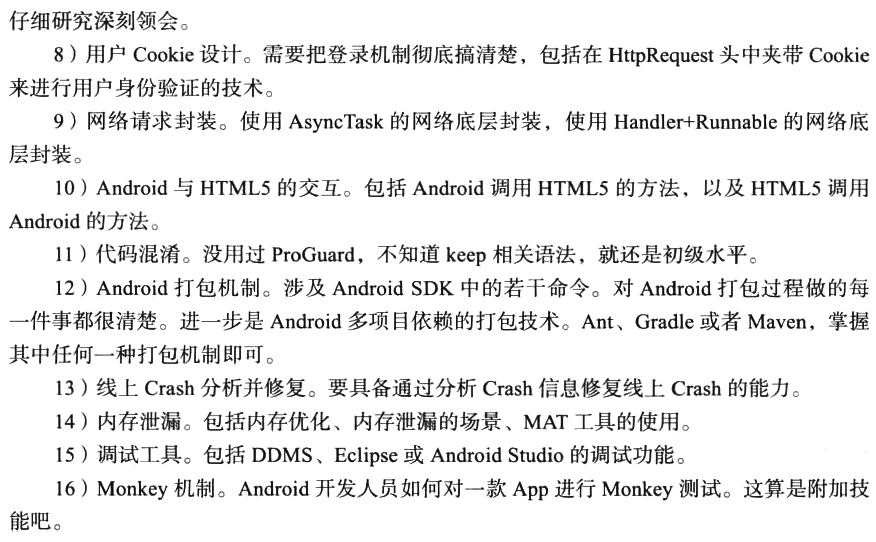 仔细研究深刻领会。
8）用户 Cookie 设计。需要把登录机制彻底搞清楚，包括在 HttpRequest 头中夹带 Cookie
来进行用户身份验证的技术。
9）网络请求封装。使用 AsyncTask 的网络底层封装，使用 Handler+Runnable 的网络底
层封装。
10）Android 与 HTML5 的交互。包括 Android 调用 HTML5 的方法，以及 HTML5 调用
Android 的方法。
11）代码混淆。没用过 ProGuard，不知道 keep 相关语法，就还是初级水平。
12）Android 打包机制。涉及 Android SDK 中的若干命令。对 Android 打包过程做的每
一件事都很清楚。进一步是 Android 多项目依赖的打包技术。Ant、Gradle 或者 Maven，掌握
其中任何一种打包机制即可。
13）线上 Crash 分析并修复。要具备通过分析 Crash 信息修复线上 Crash 的能力。
14）内存泄漏。包括内存优化、内存泄漏的场景、MAT 工具的使用。
15）调试工具。包括 DDMS、Eclipse 或 Android Studio 的调试功能。
16）Monkey 机制。Android 开发人员如何对一款 App 进行 Monkey 测试。这算是附加技
能吧。